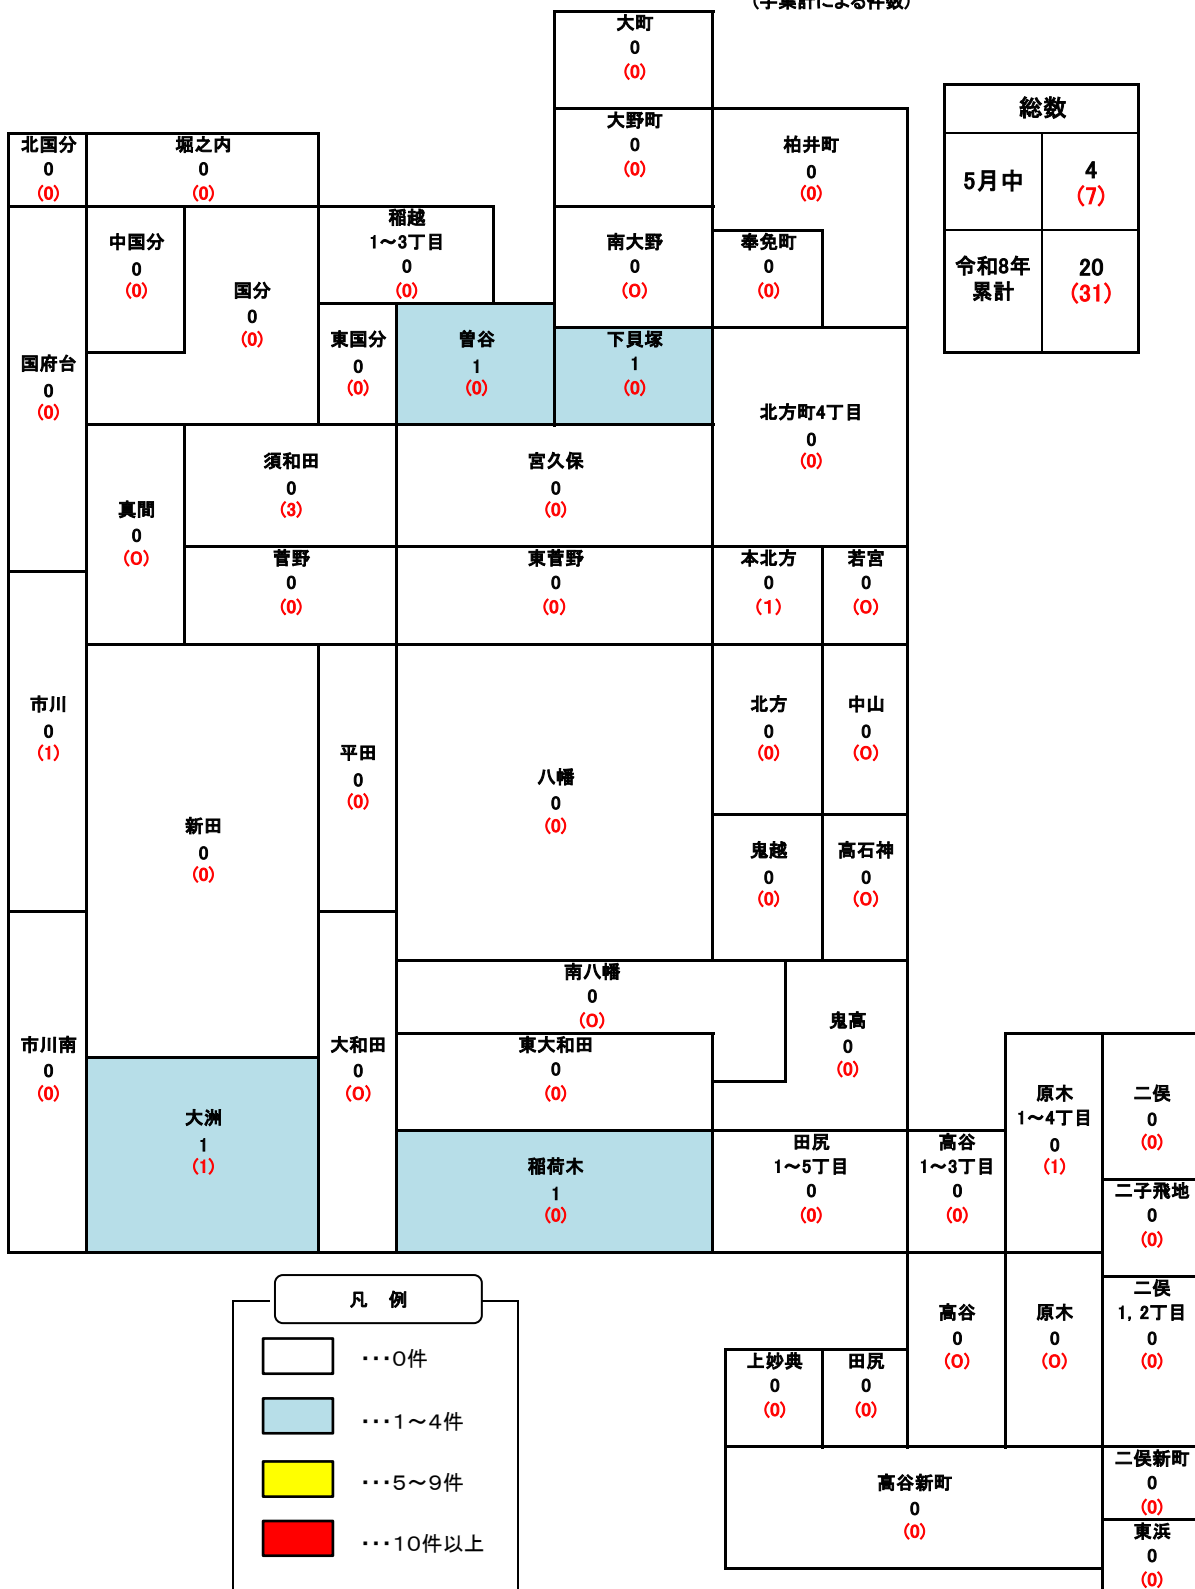 (字集計による件数)
大町
0
(0)
総数
5月中
4
(7)
令和8年
累計
20
(31)
大野町
0
(0)
柏井町
0
(0)
北国分
0
(0)
堀之内
0
(0)
中国分
0
(0)
国分
0
(0)
稲越
1～3丁目
0
(0)
南大野
0
(0)
奉免町
0
(0)
国府台
0
(0)
東国分
0
(0)
曽谷
1
(0)
下貝塚
1
(0)
北方町4丁目
0
(0)
真間
0
(0)
須和田
0
(3)
宮久保
0
(0)
菅野
0
(0)
東菅野
0
(0)
本北方
0
(1)
若宮
0
(0)
市川
0
(1)
新田
0
(0)
平田
0
(0)
八幡
0
(0)
北方
0
(0)
中山
0
(0)
鬼越
0
(0)
高石神
0
(0)
市川南
0
(0)
大洲
1
(1)
大和田
0
(0)
南八幡
0
(0)
東大和田
0
(0)
鬼高
0
(0)
稲荷木
1
(0)
田尻
1～5丁目
0
(0)
高谷
1～3丁目
0
(0)
原木
1～4丁目
0
(1)
二俣
0
(0)
二子飛地
0
(0)
高谷
0
(0)
原木
0
(0)
二俣
1, 2丁目
0
(0)
上妙典
0
(0)
田尻
0
(0)
高谷新町
0
(0)
二俣新町
0
(0)
東浜
0
(0)
凡 例
･･･0件
･･･1～4件
･･･5～9件
･･･10件以上